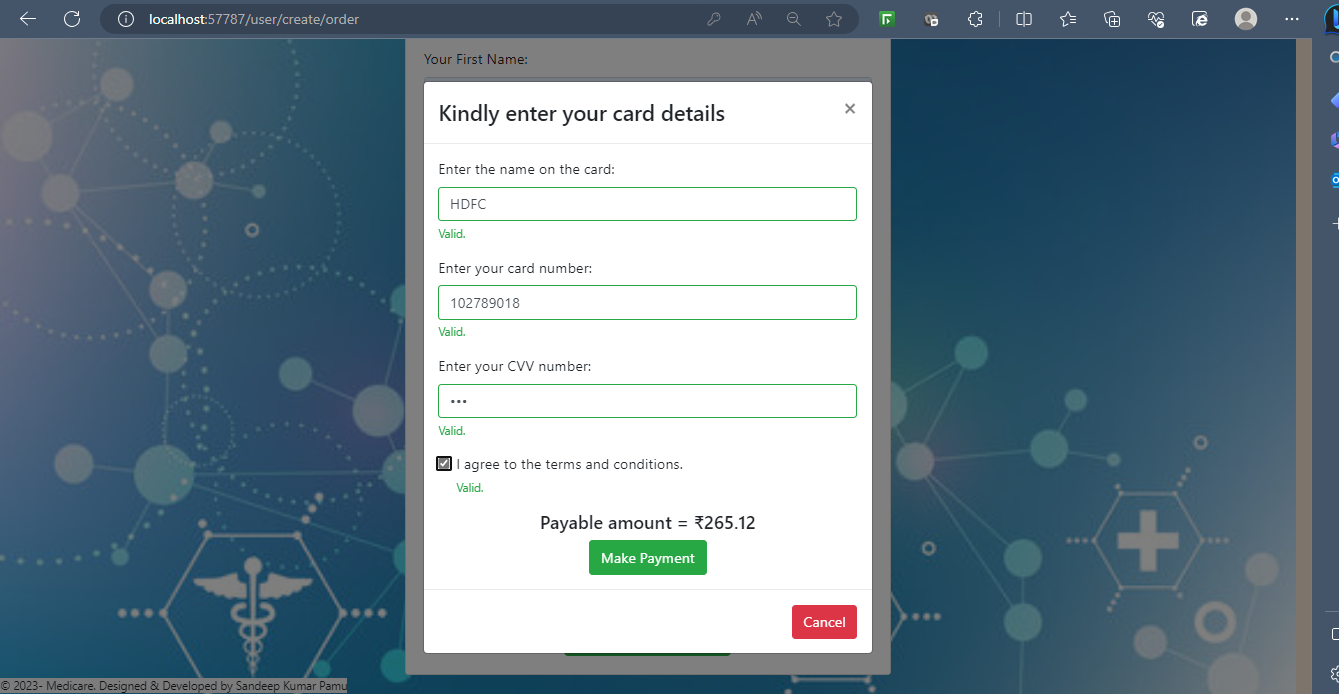 localhost:57787/user/create/order
Your First Name:
Kindly enter your card details
×
Enter the name on the card:
HDFC
Valid.
Enter your card number:
102789018
Valid.
Enter your CVV number:
•••
Valid.
I agree to the terms and conditions.
Valid.
Payable amount = ₹265.12
Make Payment
Cancel
© 2023- Medicare. Designed & Developed by Sandeep Kumar Pamu